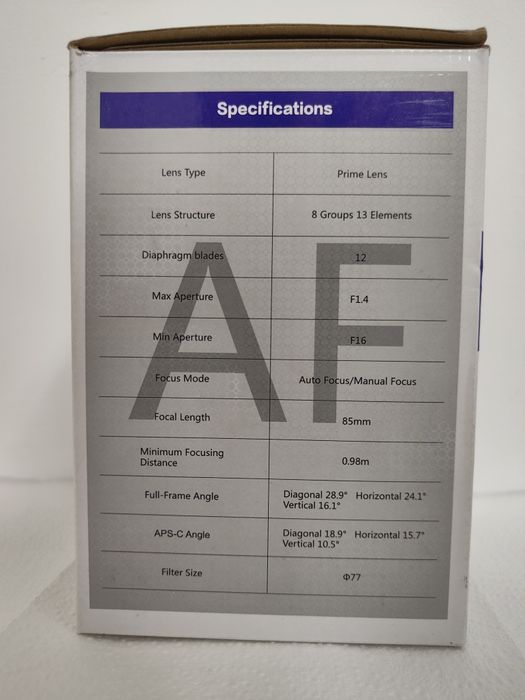 Specifications
Lens Type Prime Lens
Lens Structure 8 Groups 13 Elements
Diaphragm blades 12
Max Aperture F1.4
Min Aperture F16
Focus Mode Auto Focus/Manual Focus
Focal Length 85mm
Minimum Focusing
Distance 0.98m
Full-Frame Angle Diagonal 28.9° Horizontal 24.1°
Vertical 16.1°
APS-C Angle Diagonal 18.9° Horizontal 15.7°
Vertical 10.5°
Filter Size Φ77
AF